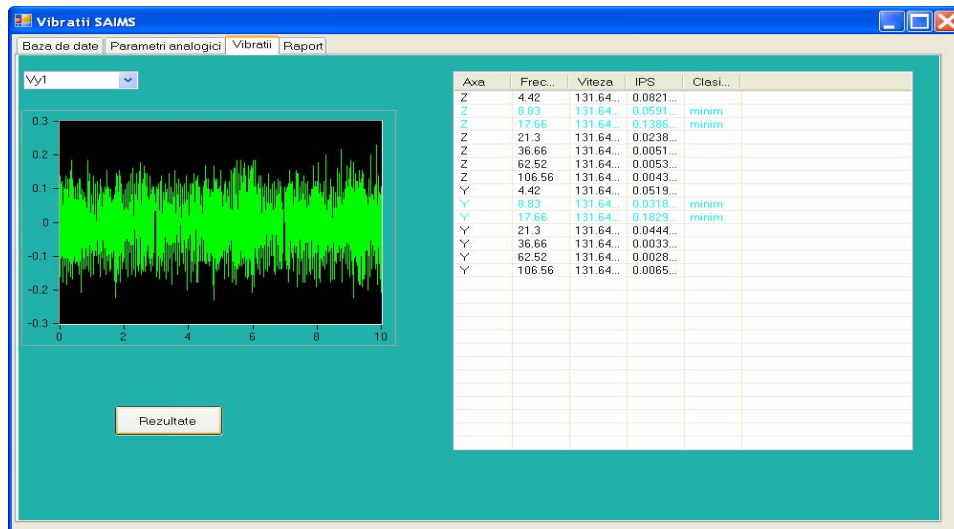 Vibratii SAIMS
Baza de date Parametri analogici Vibratii Raport
Vy1
0.3
0.2
0.1
0
-0.1
-0.2
-0.3
0 2 4 6 8 10
Rezultate
Axa Frec... Viteza IPS Clasi...
Z 4.42 131.64... 0.0821...
Z 8.83 131.64... 0.0591... minim
Z 17.66 131.64... 0.1386... minim
Z 21.3 131.64... 0.0238...
Z 36.66 131.64... 0.0051...
Z 62.52 131.64... 0.0053...
Z 106.56 131.64... 0.0043...
Y 4.42 131.64... 0.0519...
Y 8.83 131.64... 0.0318... minim
Y 17.66 131.64... 0.1829... minim
Y 21.3 131.64... 0.0444...
Y 36.66 131.64... 0.0033...
Y 62.52 131.64... 0.0028...
Y 106.56 131.64... 0.0065...